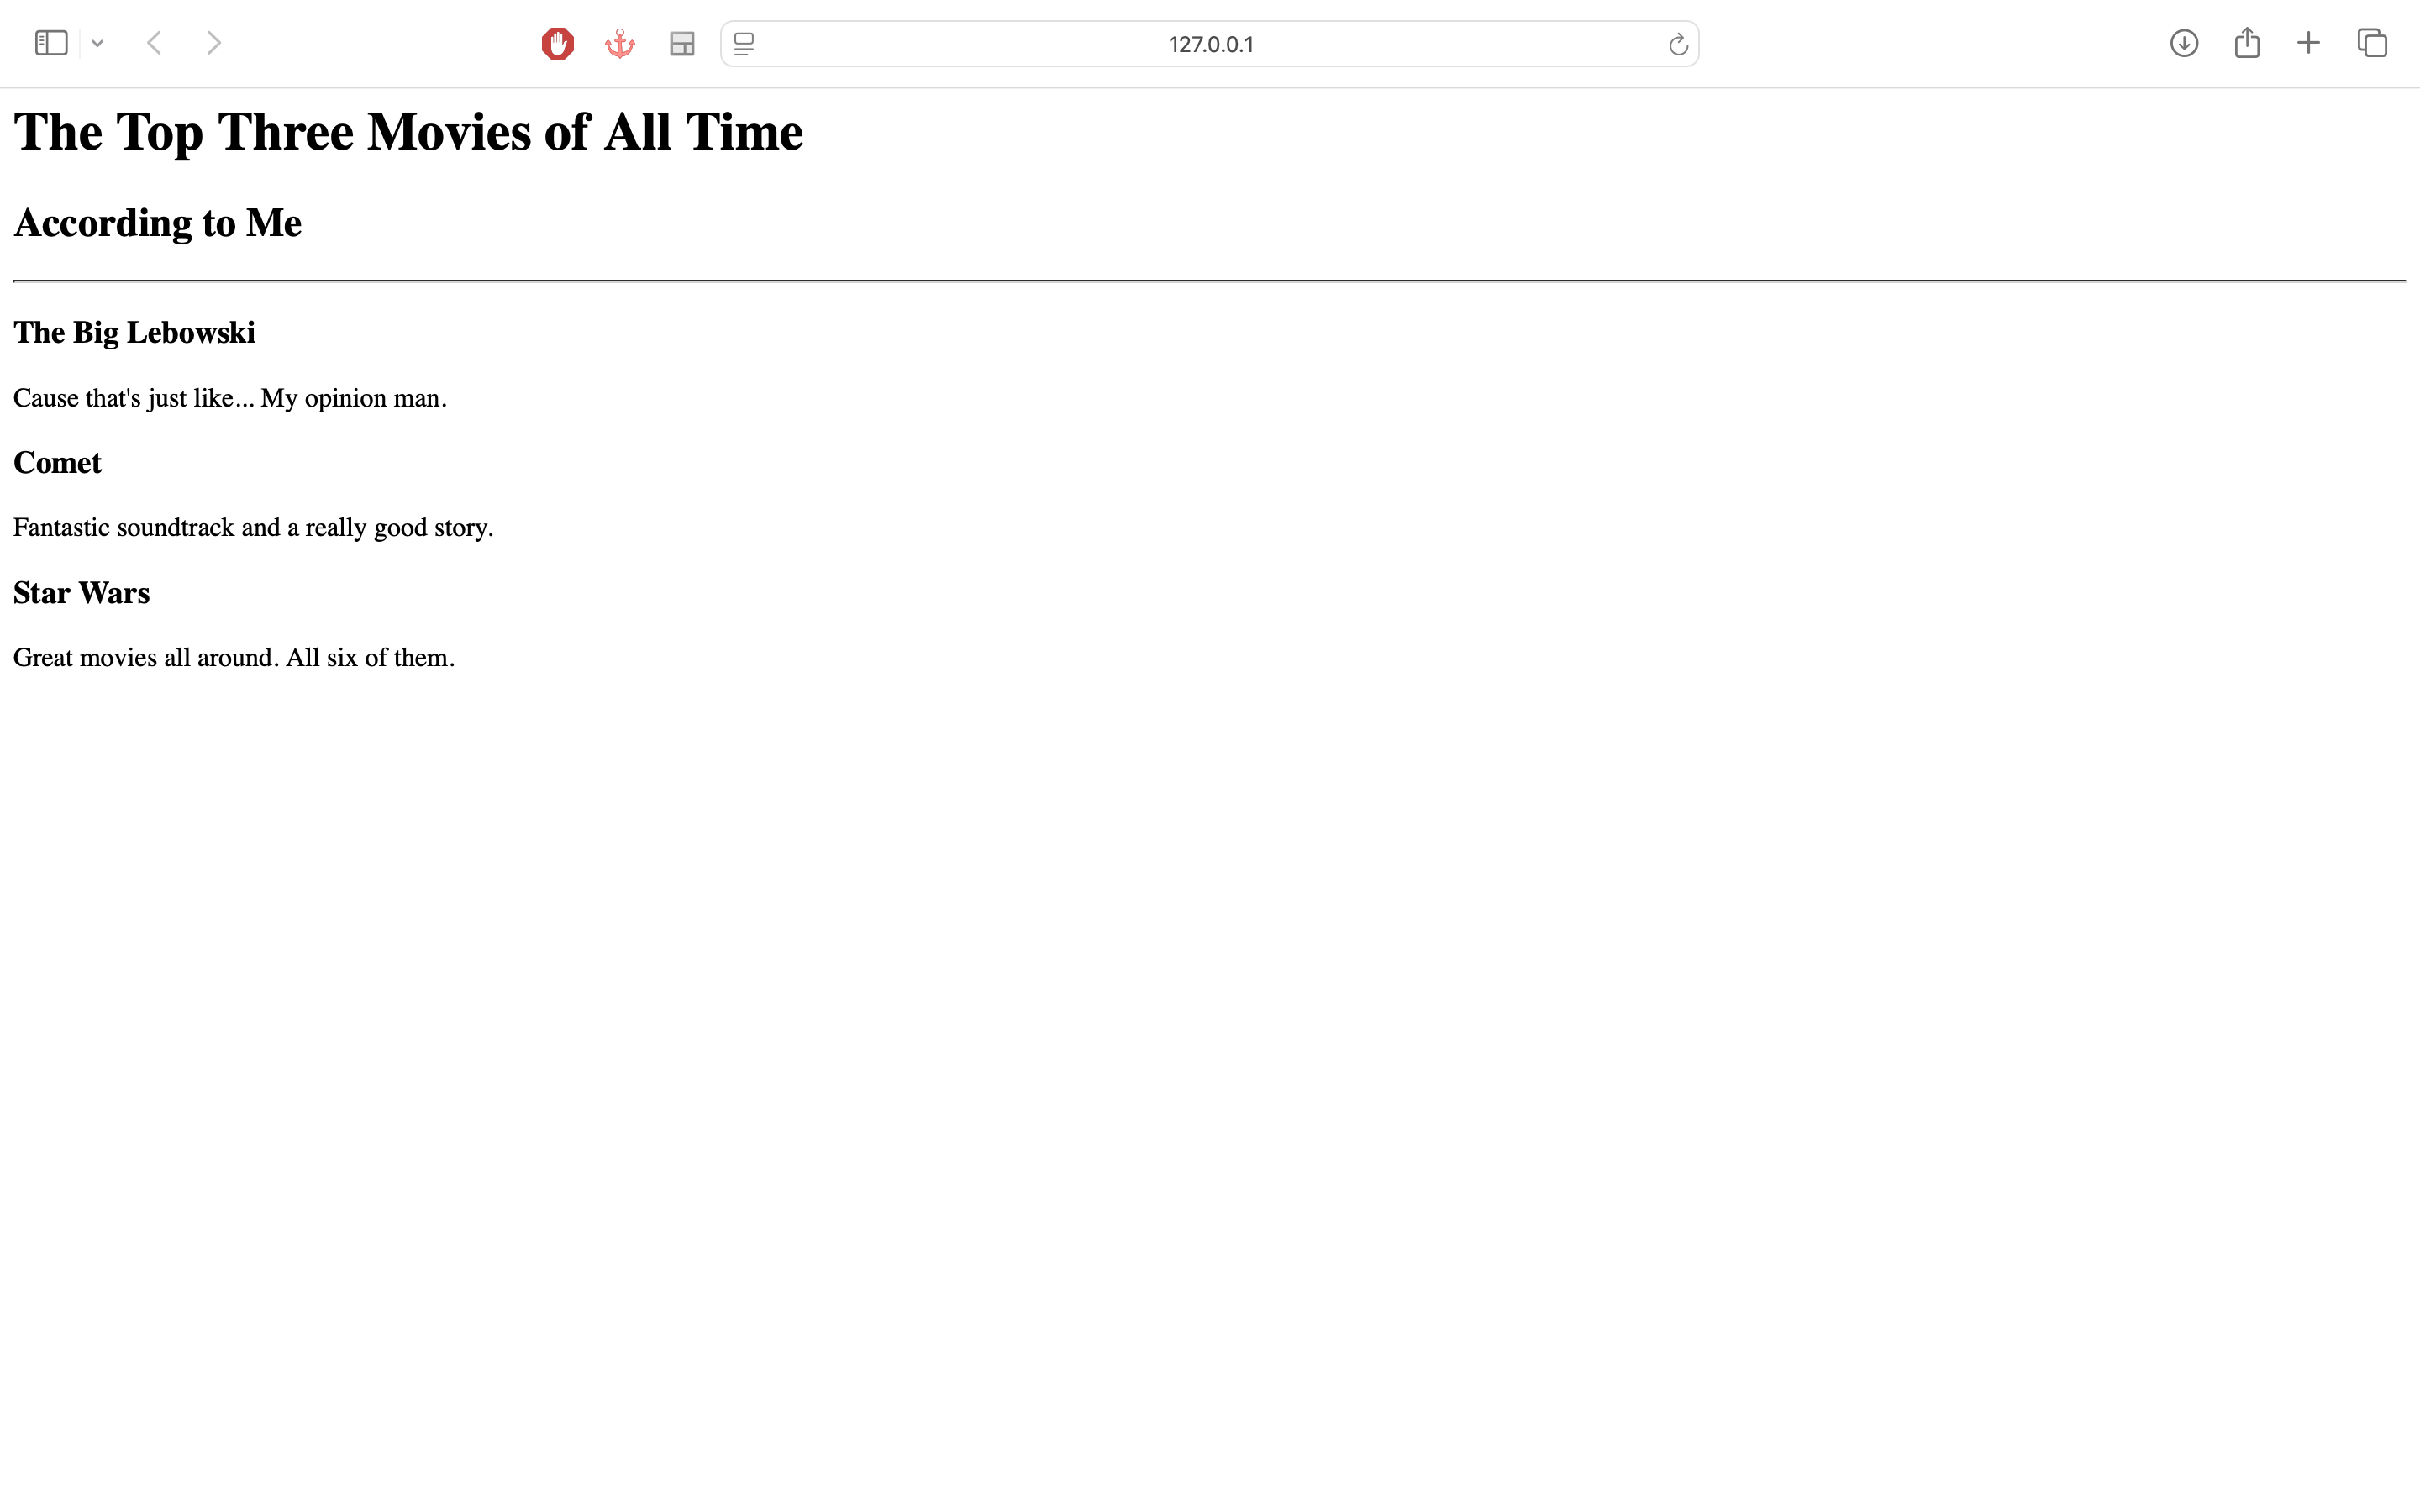 127.0.0.1
The Top Three Movies of All Time
According to Me
The Big Lebowski
Cause that's just like... My opinion man.
Comet
Fantastic soundtrack and a really good story.
Star Wars
Great movies all around. All six of them.